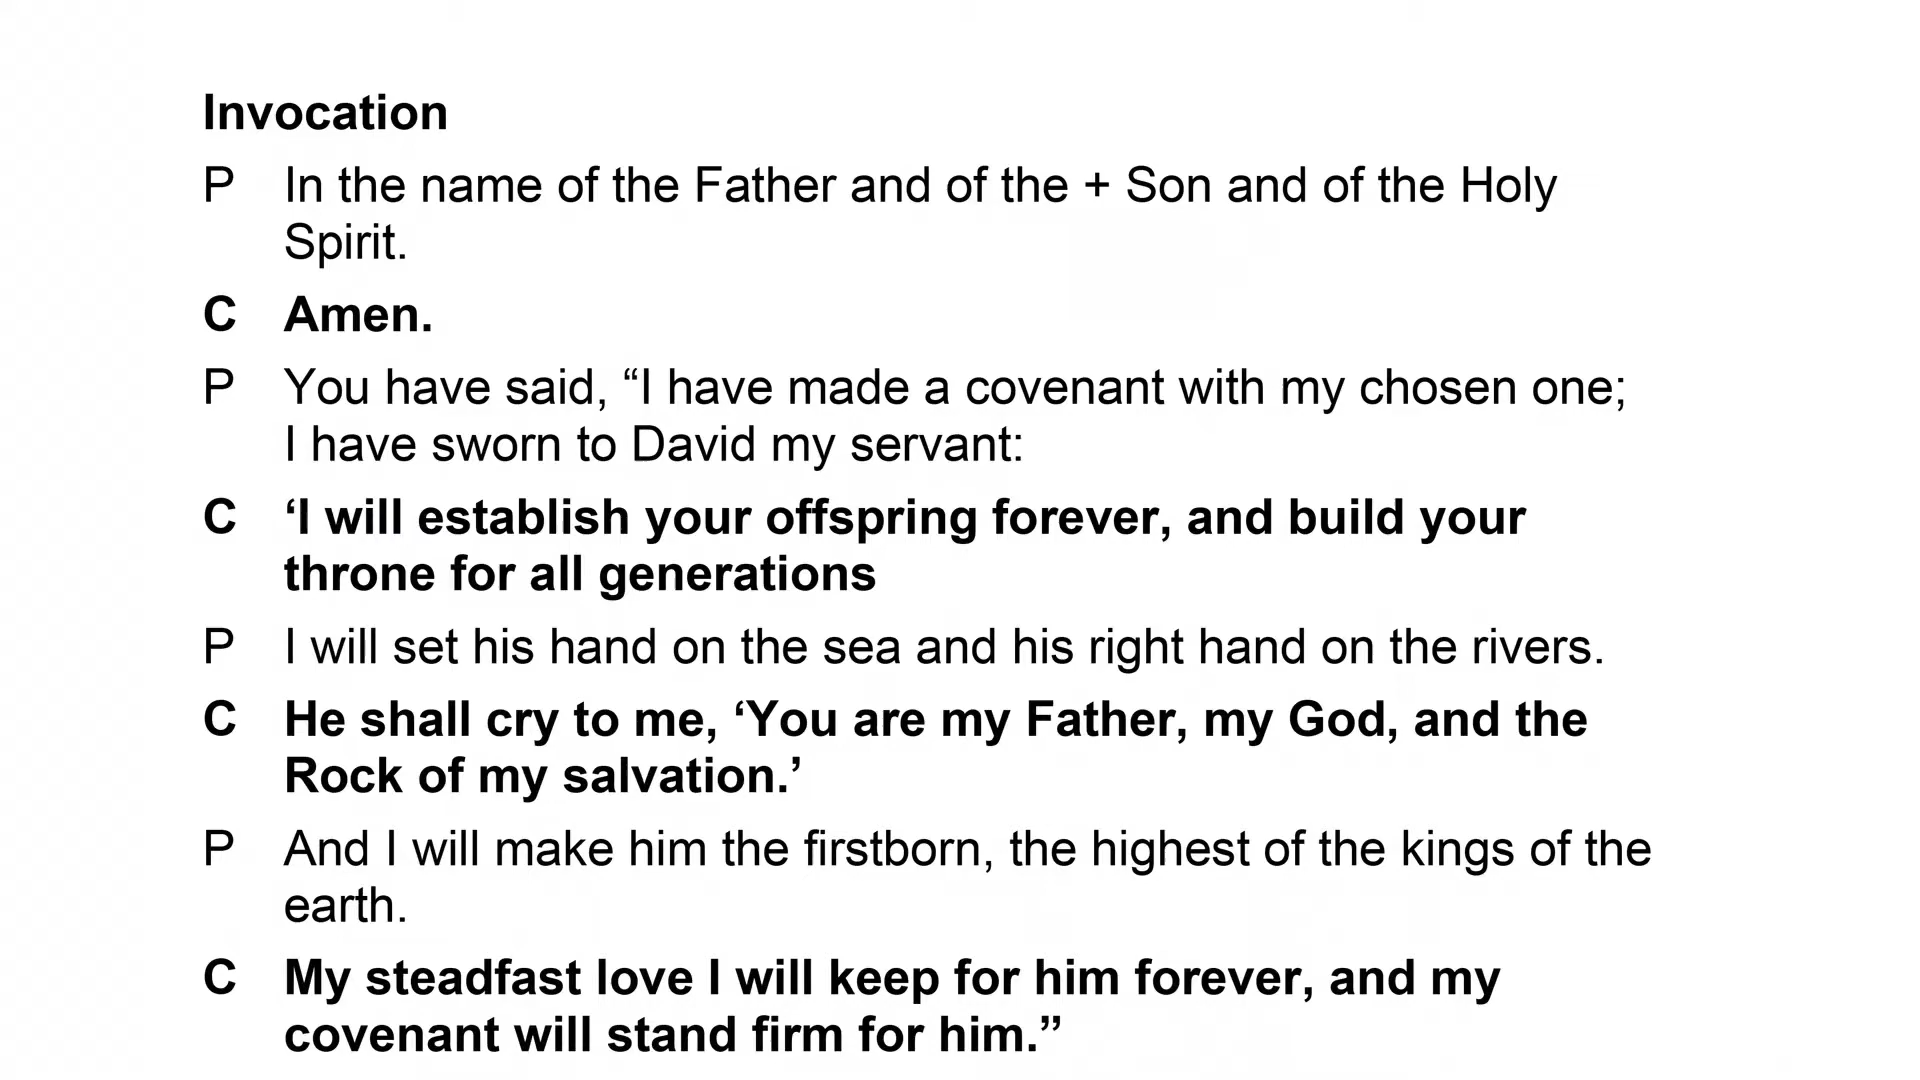 Invocation
P In the name of the Father and of the + Son and of the Holy
Spirit.
C Amen.
P You have said, “I have made a covenant with my chosen one;
I have sworn to David my servant:
C ‘I will establish your offspring forever, and build your
throne for all generations
P I will set his hand on the sea and his right hand on the rivers.
C He shall cry to me, ‘You are my Father, my God, and the
Rock of my salvation.’
P And I will make him the firstborn, the highest of the kings of the
earth.
C My steadfast love I will keep for him forever, and my
covenant will stand firm for him.”